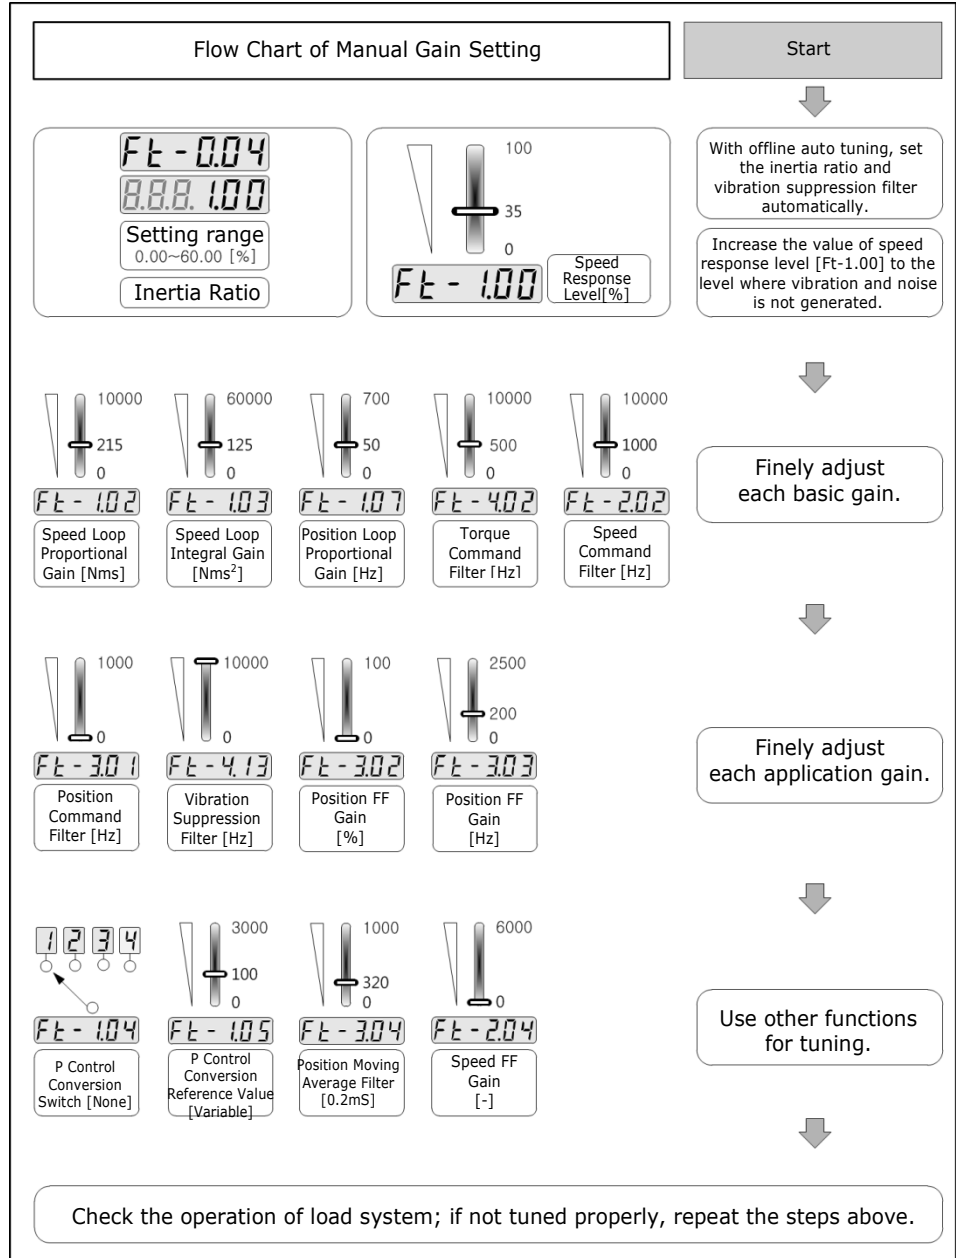 Flow Chart of Manual Gain Setting
Start
Ft - 0.04
8.8.8. 1.00
Setting range
0.00~60.00 [%]
Inertia Ratio
100
35
0
Ft - 1.00
Speed
Response
Level[%]
With offline auto tuning, set
the inertia ratio and
vibration suppression filter
automatically.
Increase the value of speed
response level [Ft-1.00] to the
level where vibration and noise
is not generated.
10000
215
0
Ft - 1.02
Speed Loop
Proportional
Gain [Nms]
60000
125
0
Ft - 1.03
Speed Loop
Integral Gain
[Nms²]
700
50
0
Ft - 1.07
Position Loop
Proportional
Gain [Hz]
10000
500
0
Ft - 4.02
Torque
Command
Filter [Hz]
10000
1000
0
Ft - 2.02
Speed
Command
Filter [Hz]
Finely adjust
each basic gain.
1000
0
Ft - 3.01
Position
Command
Filter [Hz]
10000
0
Ft - 4.13
Vibration
Suppression
Filter [Hz]
100
0
Ft - 3.02
Position FF
Gain
[%]
2500
200
0
Ft - 3.03
Position FF
Gain
[Hz]
Finely adjust
each application gain.
1 2 3 4
Ft - 1.04
P Control
Conversion
Switch [None]
3000
100
0
Ft - 1.05
P Control
Conversion
Reference Value
[Variable]
1000
320
0
Ft - 3.04
Position Moving
Average Filter
[0.2mS]
6000
0
Ft - 2.04
Speed FF
Gain
[-]
Use other functions
for tuning.
Check the operation of load system; if not tuned properly, repeat the steps above.